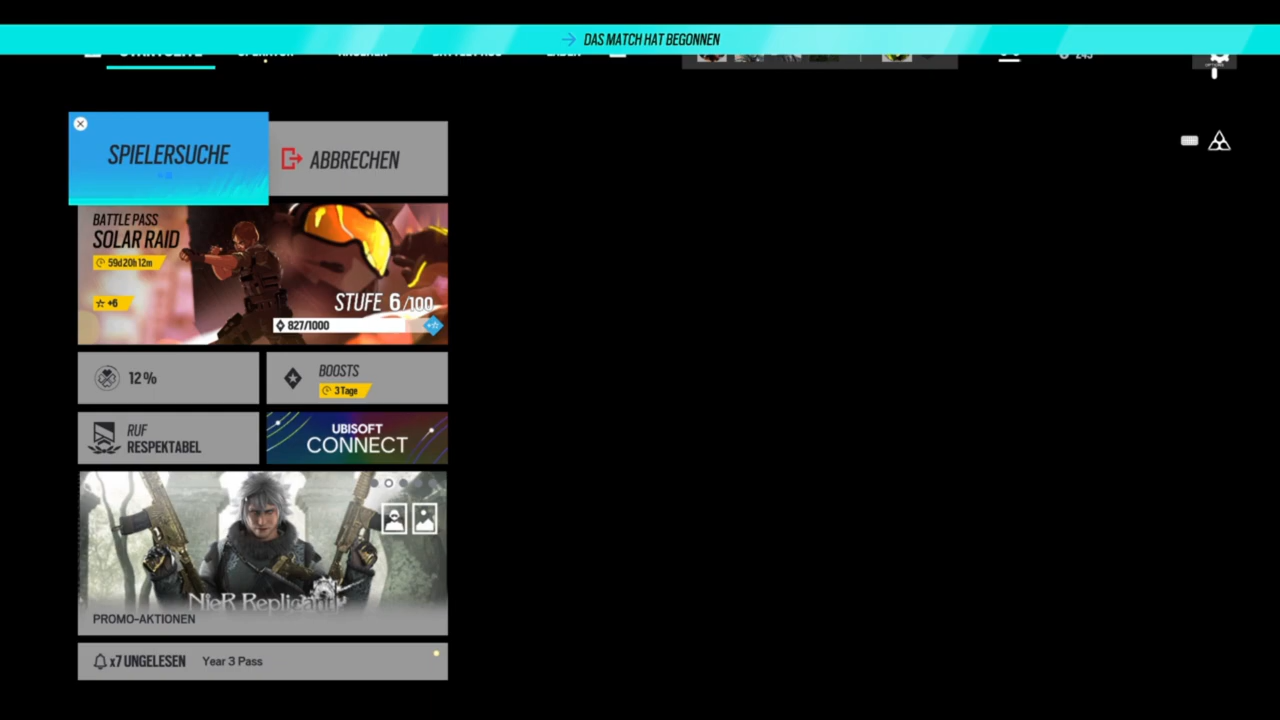 DAS MATCH HAT BEGONNEN
STARTSEITE
SPIELERSUCHE
ABBRECHEN
BATTLE PASS
SOLAR RAID
59d20h12m
+6
STUFE 6/100
827/1000
12%
BOOSTS
3 Tage
RUF
RESPEKTABEL
UBISOFT
CONNECT
NieR Replicant
PROMO-AKTIONEN
x7 UNGELESEN Year 3 Pass